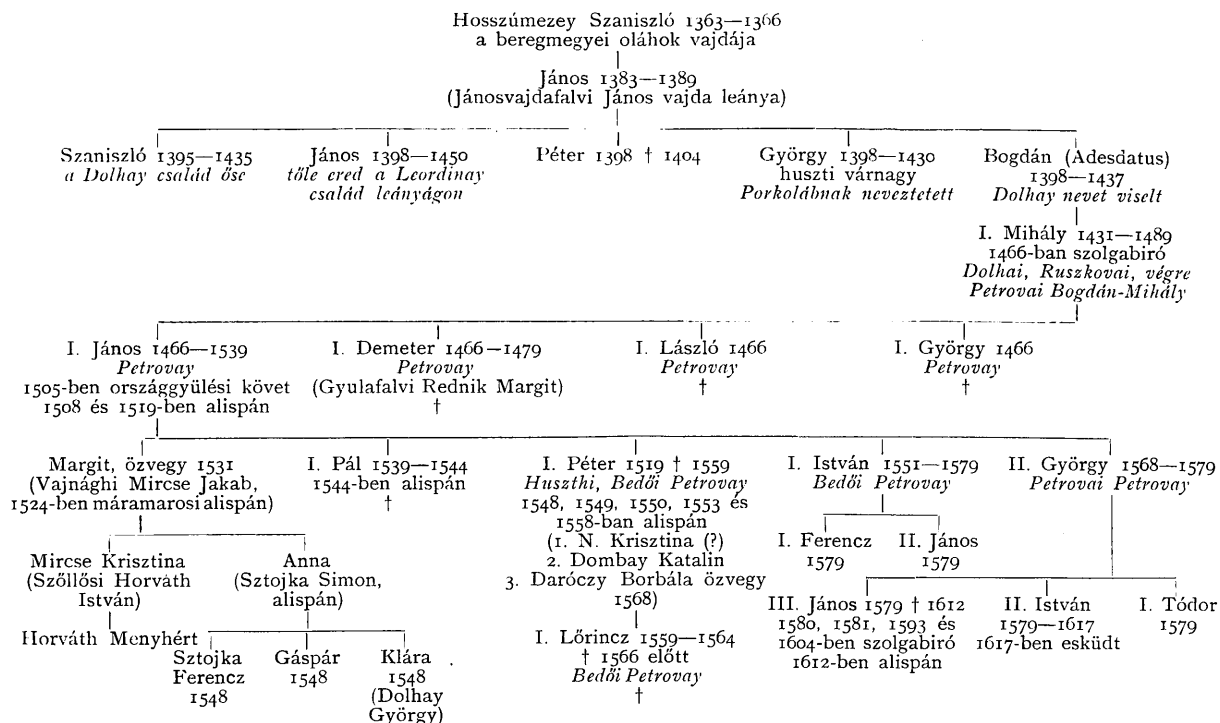 Hosszúmezey Szaniszló 1363—1366
a beregmegyei oláhok vajdája
János 1383—1389
(Jánosvajdafalvi János vajda leánya)
Szaniszló 1395—1435
a Dolhay család őse
János 1398—1450
tőle ered a Leordinay
család leányágon
Péter 1398 † 1404
György 1398—1430
huszti várnagy
Porkolábnak neveztetett
Bogdán (Adesdatus)
1398—1437
Dolhay nevet viselt
I. Mihály 1431—1489
1466-ban szolgabiró
Dolhai, Ruszkovai, végre
Petrovai Bogdán-Mihály
I. János 1466—1539
Petrovay
1505-ben országgyülési követ
1508 és 1519-ben alispán
I. Demeter 1466—1479
Petrovay
(Gyulafalvi Rednik Margit)
†
I. László 1466
Petrovay
†
I. György 1466
Petrovay
†
Margit, özvegy 1531
(Vajnághi Mircse Jakab,
1524-ben máramarosi alispán)
I. Pál 1539—1544
1544-ben alispán
†
I. Péter 1519 † 1559
Huszthi, Bedői Petrovay
1548, 1549, 1550, 1553 és
1558-ban alispán
(1. N. Krisztina (?)
2. Dombay Katalin
3. Daróczy Borbála özvegy
1568)
I. István 1551—1579
Bedői Petrovay
II. György 1568—1579
Petrovai Petrovay
Mircse Krisztina
(Szőllősi Horváth
István)
Anna
(Sztojka Simon,
alispán)
I. Ferencz
1579
II. János
1579
Horváth Menyhért
Sztojka
Ferencz
1548
Gáspár
1548
Klára
1548
(Dolhay
György)
I. Lőrincz 1559—1564
† 1566 előtt
Bedői Petrovay
†
III. János 1579 † 1612
1580, 1581, 1593 és
1604-ben szolgabiró
1612-ben alispán
II. István
1579—1617
1617-ben esküdt
I. Tódor
1579